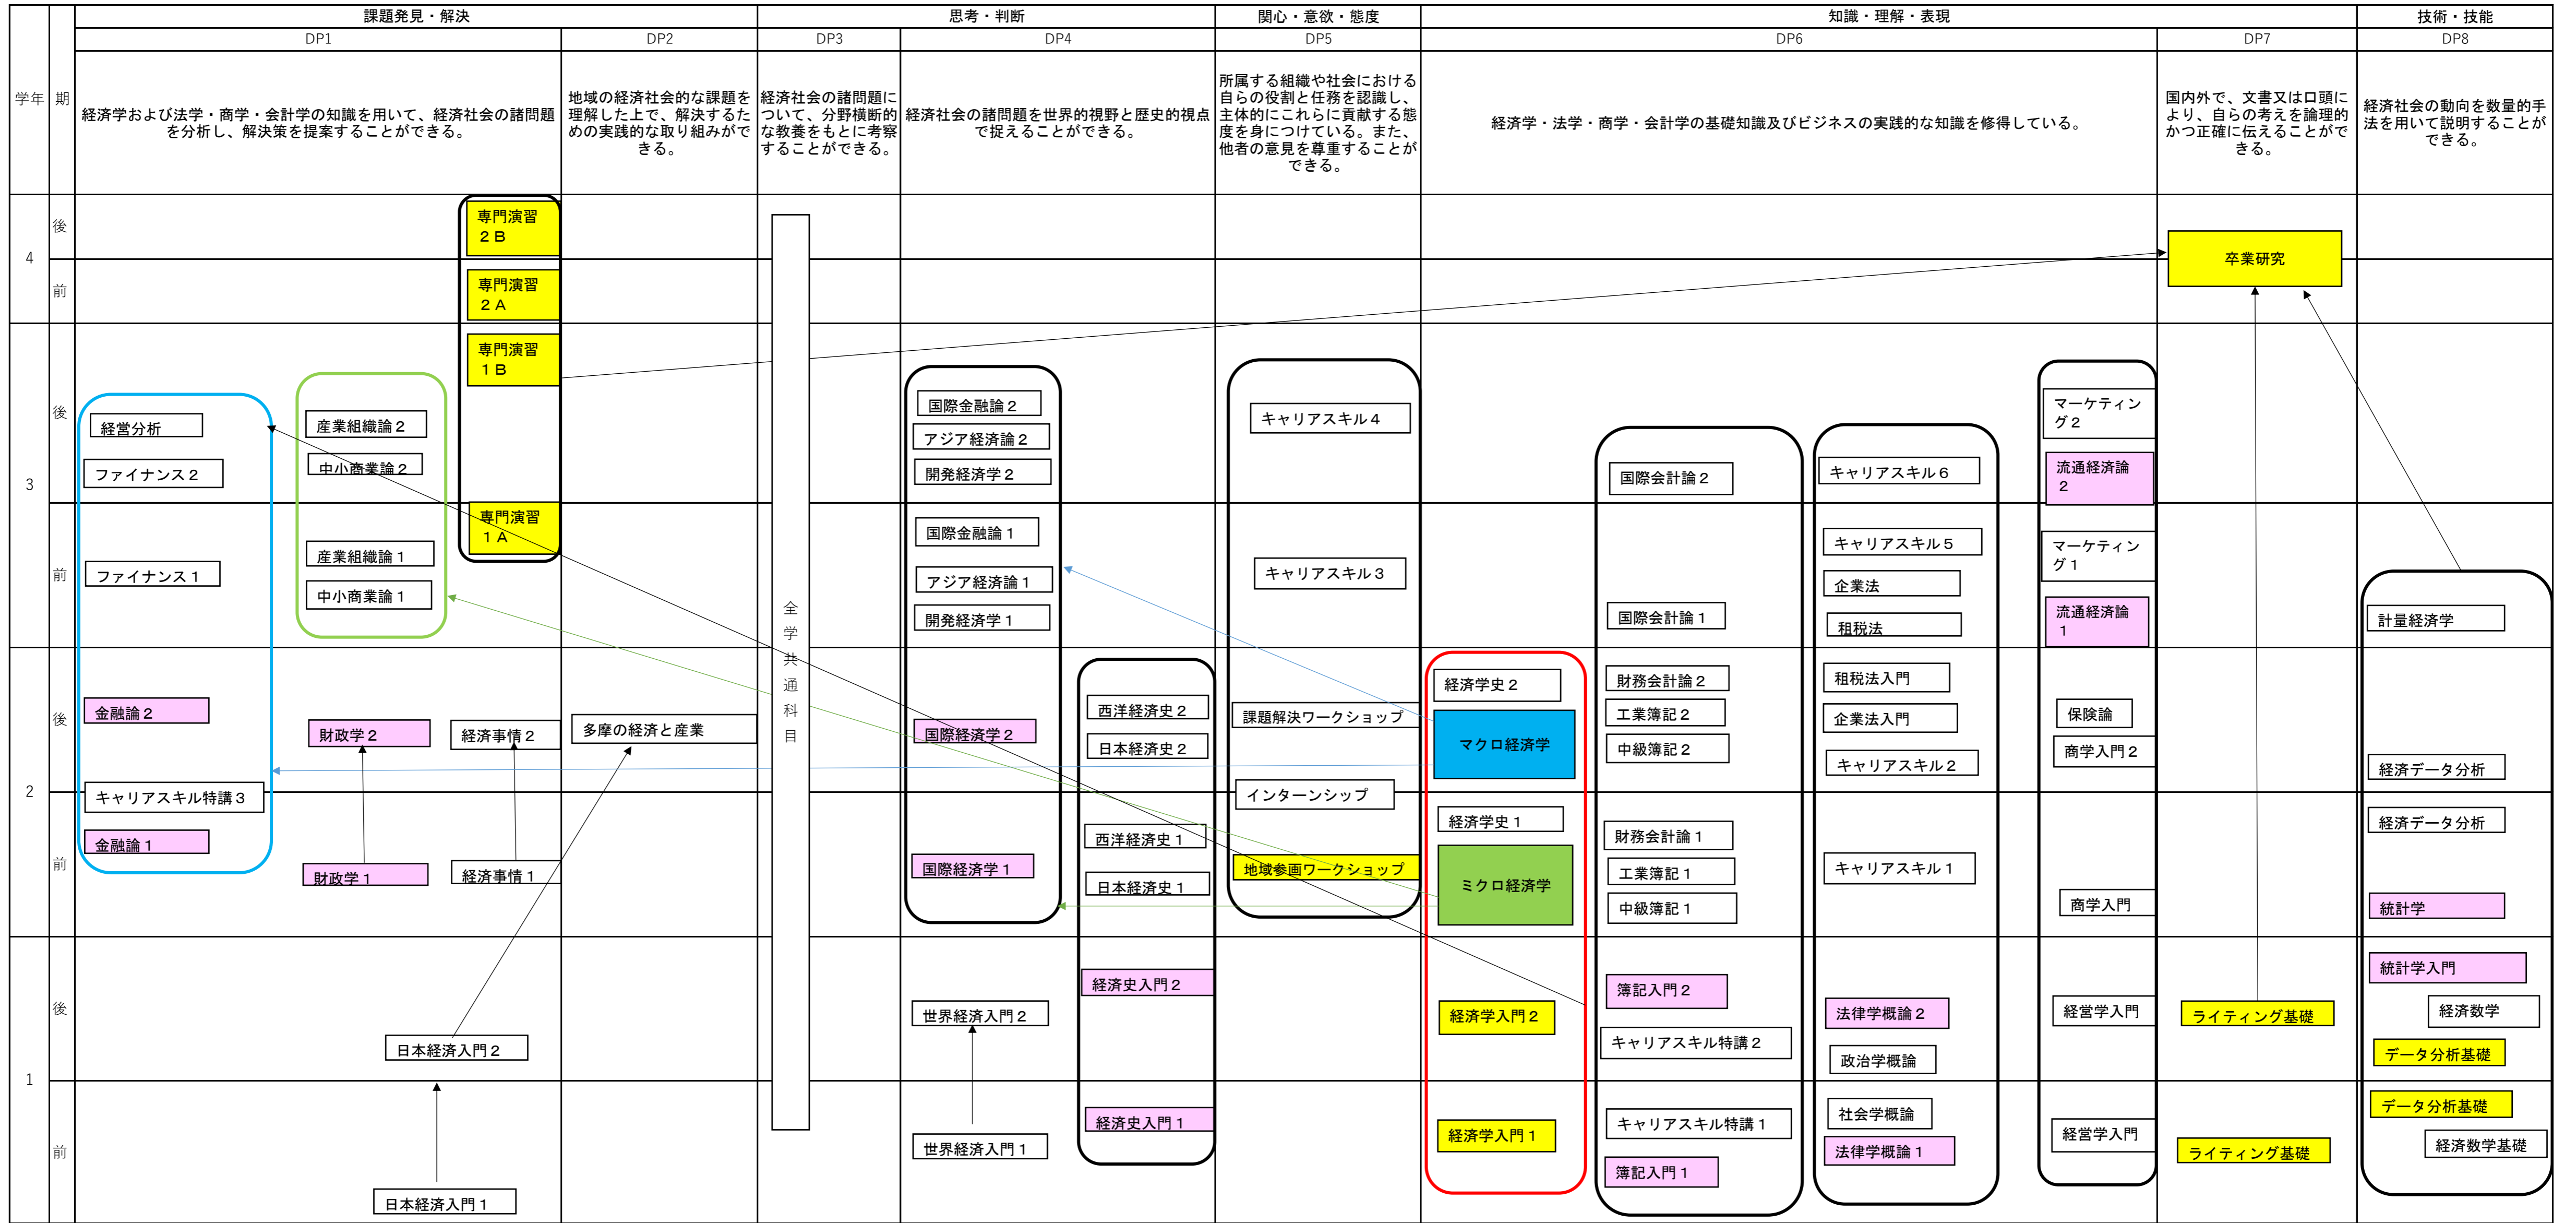 課題発見・解決
思考・判断
関心・意欲・態度
知識・理解・表現
技術・技能
DP1
DP2
DP3
DP4
DP5
DP6
DP7
DP8
学年
期
経済学および法学・商学・会計学の知識を用いて、経済社会の諸問題
を分析し、解決策を提案することができる。
地域の経済社会的な課題を
理解した上で、解決するた
めの実践的な取り組みがで
きる。
経済社会の諸問題に
ついて、分野横断的
な教養をもとに考察
することができる。
経済社会の諸問題を世界的視野と歴史的視点
で捉えることができる。
所属する組織や社会における
自らの役割と任務を認識し、
主体的にこれらに貢献する態
度を身につけている。また、
他者の意見を尊重することが
できる。
経済学・法学・商学・会計学の基礎知識及びビジネスの実践的な知識を修得している。
国内外で、文書又は口頭に
より、自らの考えを論理的
かつ正確に伝えることがで
きる。
経済社会の動向を数量的手
法を用いて説明することが
できる。
4
後
専門演習
２Ｂ
卒業研究
前
専門演習
２Ａ
3
後
専門演習
１Ｂ
経営分析
ファイナンス２
産業組織論２
中小商業論２
国際金融論２
アジア経済論２
開発経済学２
キャリアスキル４
国際会計論２
キャリアスキル６
マーケティン
グ２
流通経済論
２
前
専門演習
１Ａ
ファイナンス１
産業組織論１
中小商業論１
国際金融論１
アジア経済論１
開発経済学１
キャリアスキル３
国際会計論１
キャリアスキル５
企業法
租税法
マーケティン
グ１
流通経済論
１
計量経済学
全
学
共
通
科
目
2
後
金融論２
キャリアスキル特講３
財政学２
経済事情２
多摩の経済と産業
国際経済学２
西洋経済史２
日本経済史２
課題解決ワークショップ
インターンシップ
経済学史２
マクロ経済学
財務会計論２
工業簿記２
中級簿記２
租税法入門
企業法入門
キャリアスキル２
保険論
商学入門２
経済データ分析
前
金融論１
財政学１
経済事情１
国際経済学１
西洋経済史１
日本経済史１
地域参画ワークショップ
経済学史１
ミクロ経済学
財務会計論１
工業簿記１
中級簿記１
キャリアスキル１
商学入門
経済データ分析
統計学
1
後
日本経済入門２
世界経済入門２
経済史入門２
経済学入門２
簿記入門２
キャリアスキル特講２
法律学概論２
政治学概論
経営学入門
ライティング基礎
統計学入門
経済数学
データ分析基礎
前
日本経済入門１
世界経済入門１
経済史入門１
経済学入門１
キャリアスキル特講１
簿記入門１
社会学概論
法律学概論１
経営学入門
ライティング基礎
データ分析基礎
経済数学基礎